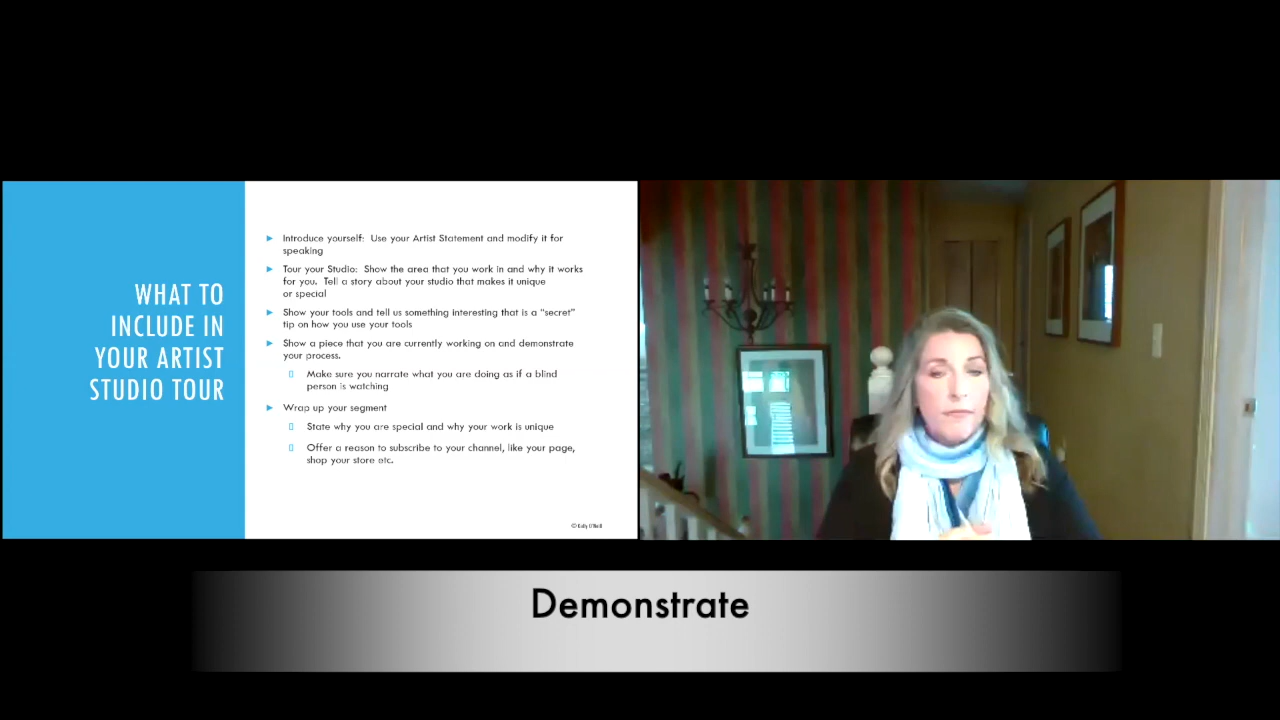 WHAT TO
INCLUDE IN
YOUR ARTIST
STUDIO TOUR
Introduce yourself: Use your Artist Statement and modify it for
speaking
Tour your Studio: Show the area that you work in and why it works
for you. Tell a story about your studio that makes it unique
or special
Show your tools and tell us something interesting that is a “secret”
tip on how you use your tools
Show a piece that you are currently working on and demonstrate
your process.
Make sure you narrate what you are doing as if a blind
person is watching
Wrap up your segment
State why you are special and why your work is unique
Offer a reason to subscribe to your channel, like your page,
shop your store etc.
©
Demonstrate